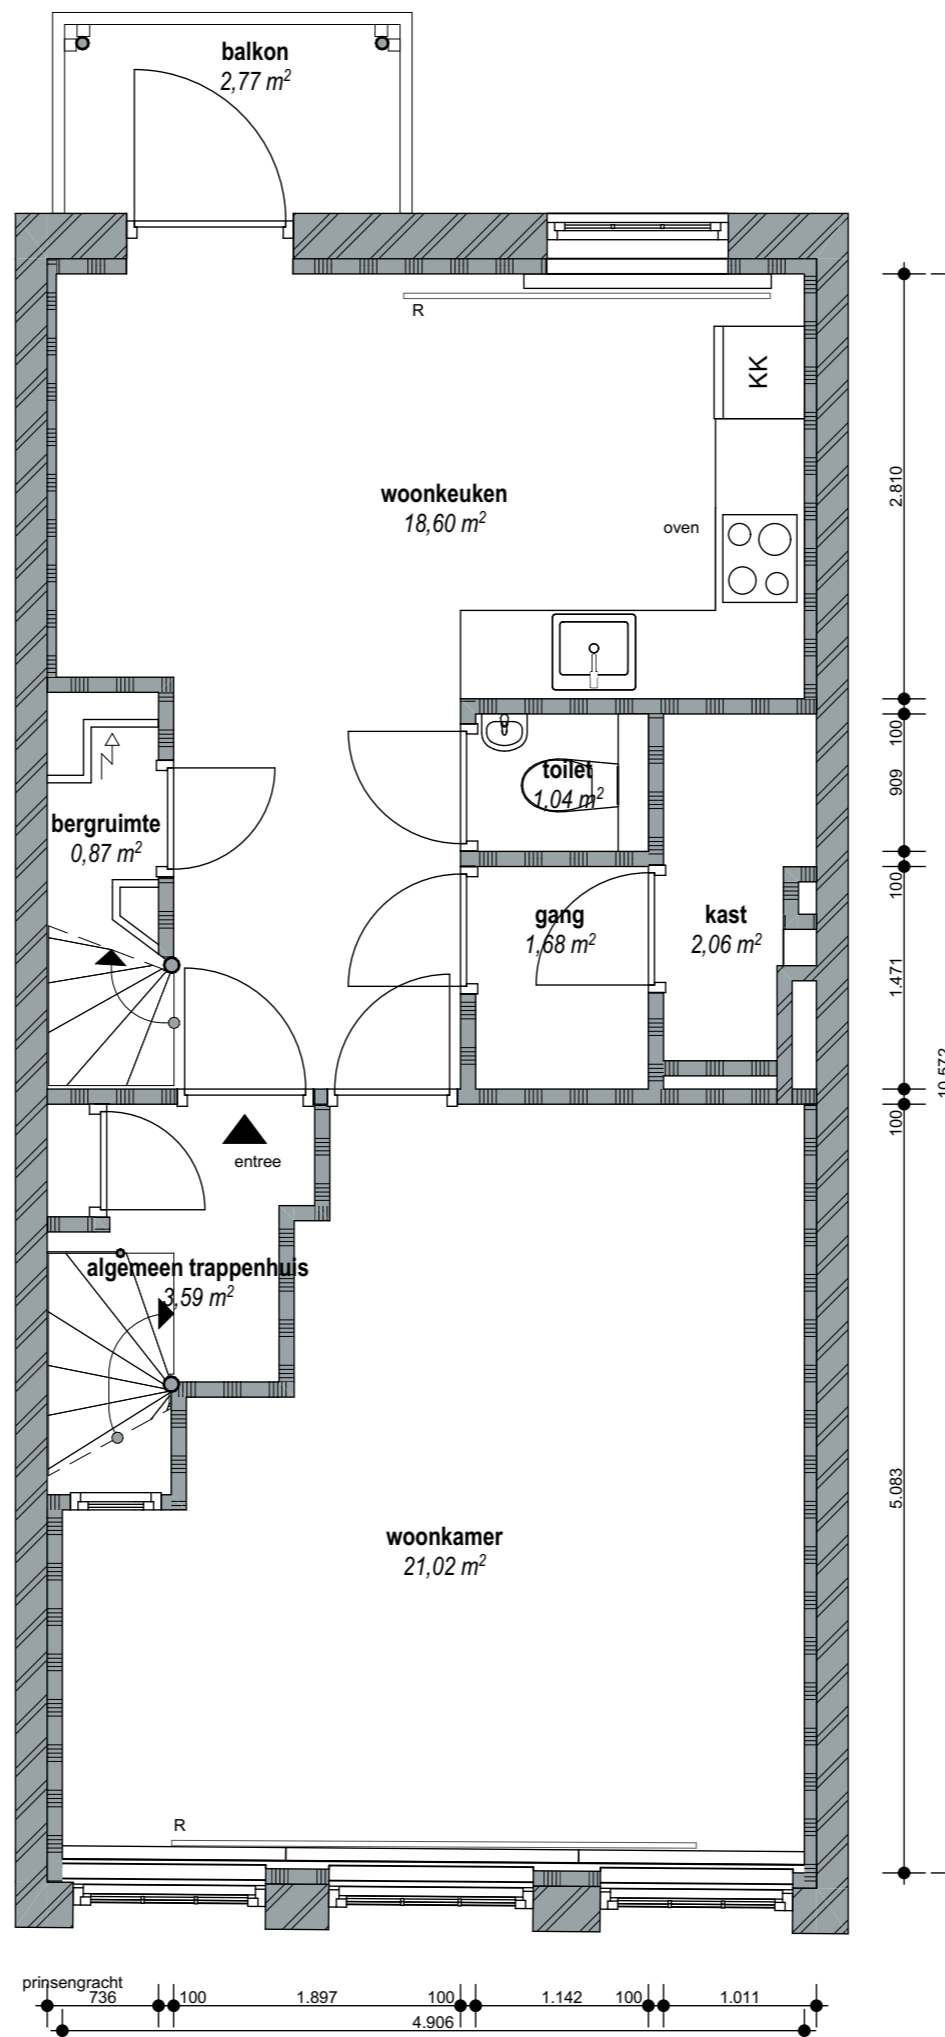 balkon
2,77 m²
R
KK
woonkeuken
18,60 m²
oven
2.810
100
toilet
1,04 m²
909
bergruimte
0,87 m²
100
gang
1,68 m²
kast
2,06 m²
1.471
10.572
100
entree
algemeen trappenhuis
3,59 m²
5.083
woonkamer
21,02 m²
R
prinsengracht
736 100 1.897 100 1.142 100 1.011
4.906